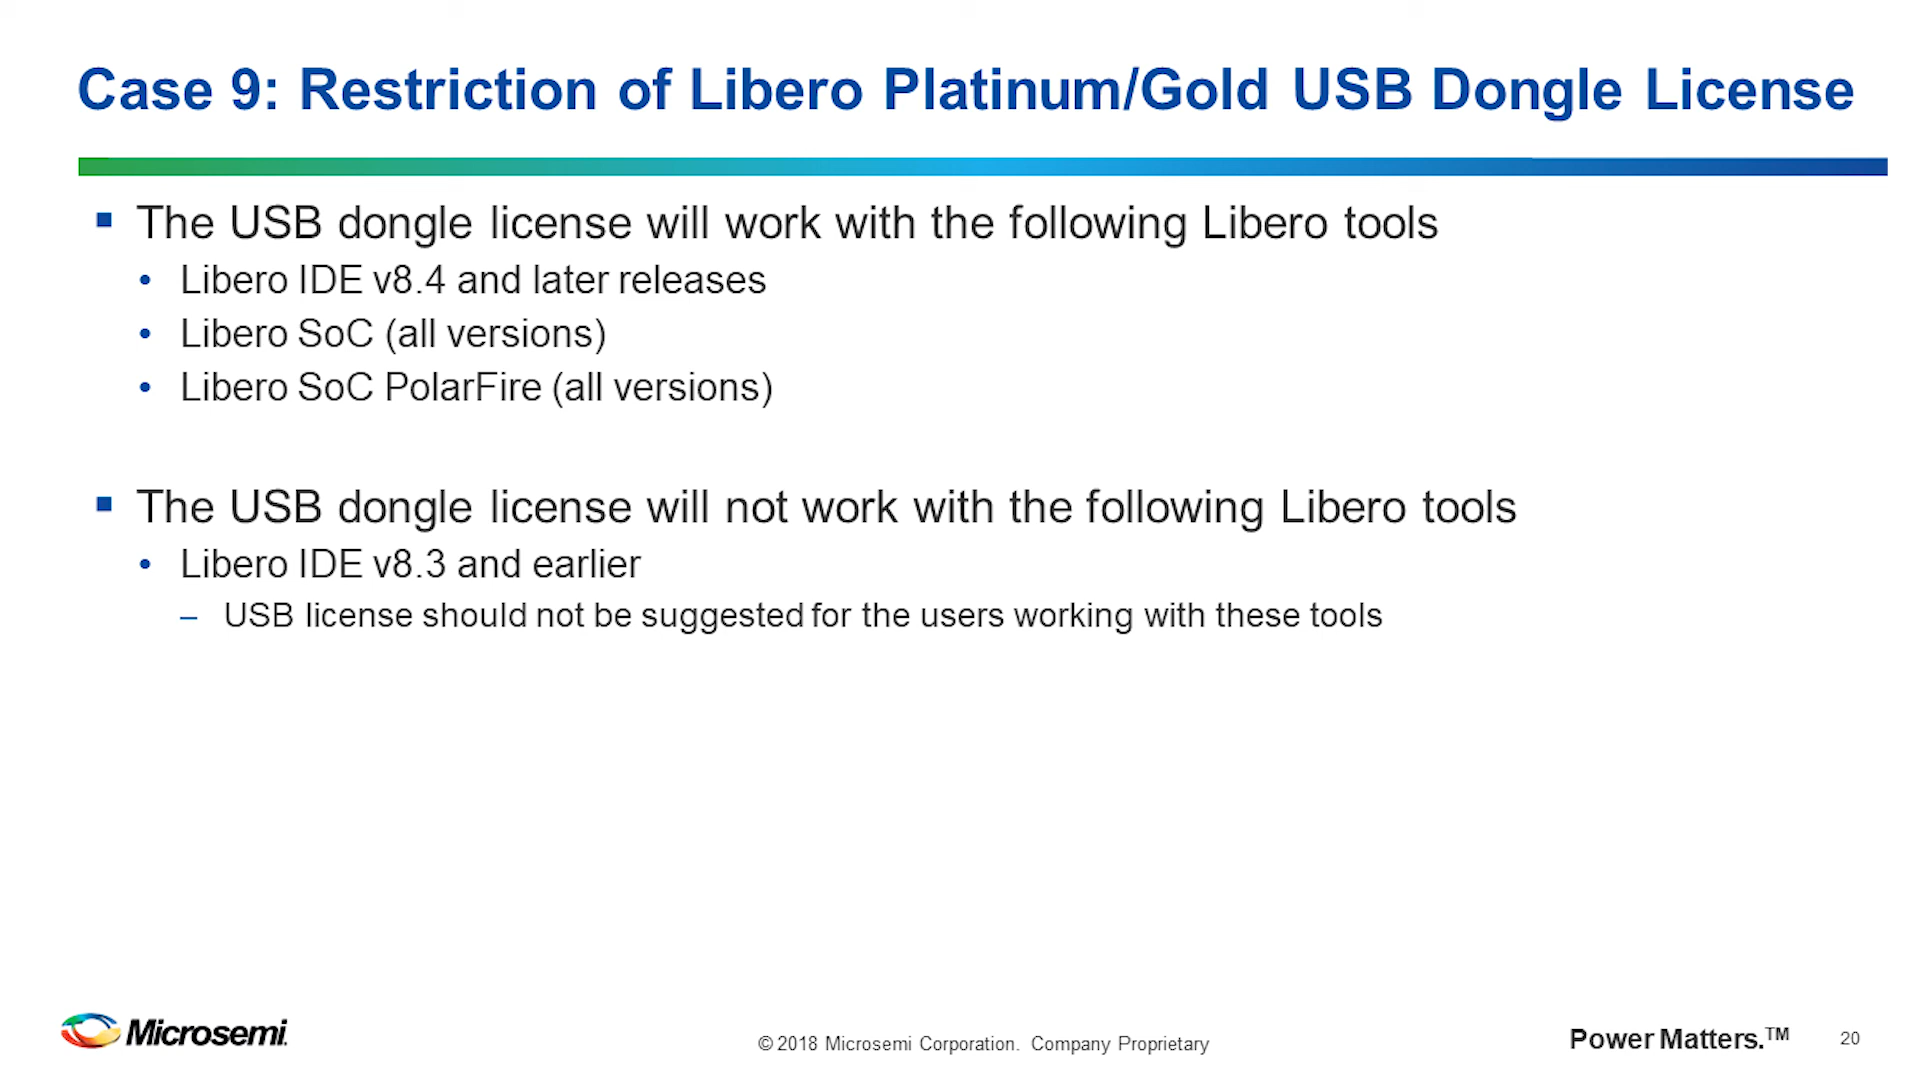 Case 9: Restriction of Libero Platinum/Gold USB Dongle License
▪ The USB dongle license will work with the following Libero tools
• Libero IDE v8.4 and later releases
• Libero SoC (all versions)
• Libero SoC PolarFire (all versions)
▪ The USB dongle license will not work with the following Libero tools
• Libero IDE v8.3 and earlier
– USB license should not be suggested for the users working with these tools
Microsemi.
© 2018 Microsemi Corporation. Company Proprietary
Power Matters.™
20